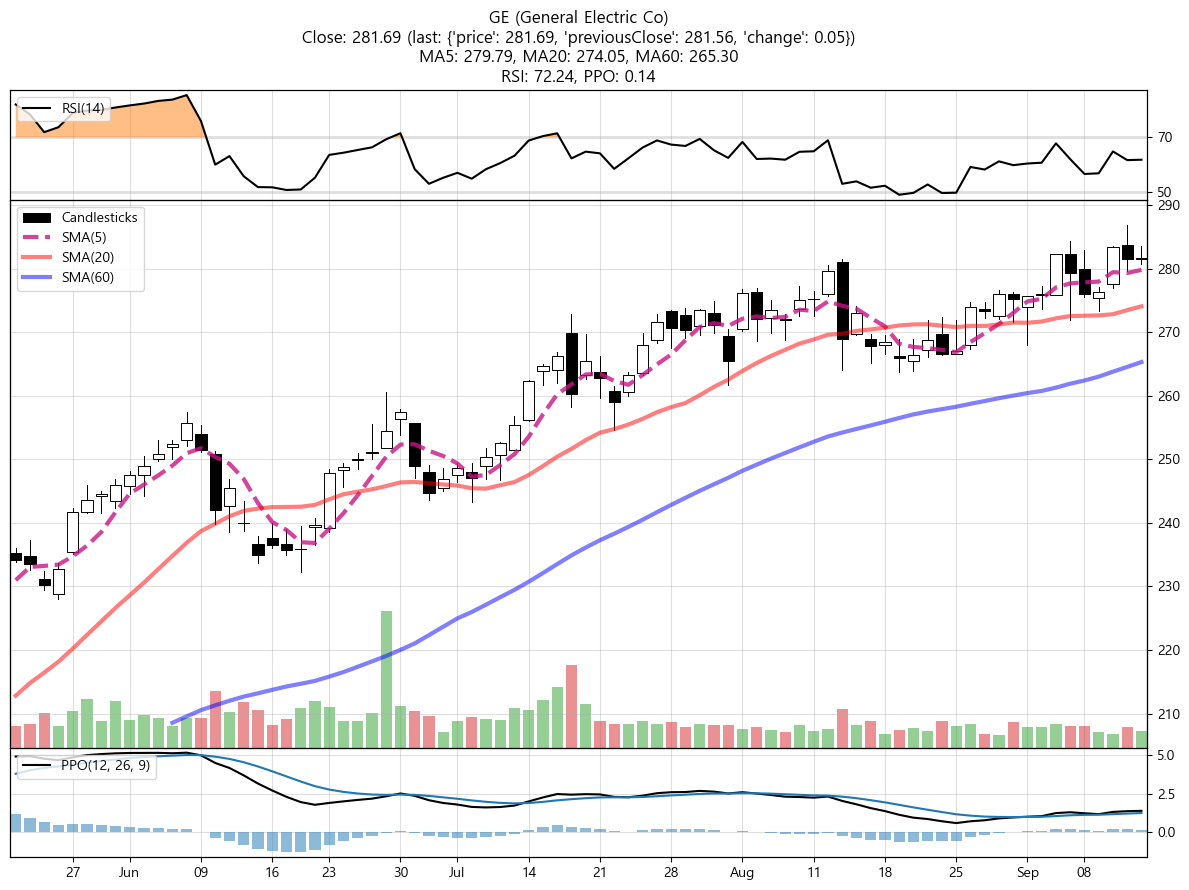 GE (General Electric Co)
Close: 281.69 (last: {'price': 281.69, 'previousClose': 281.56, 'change': 0.05})
MA5: 279.79, MA20: 274.05, MA60: 265.30
RSI: 72.24, PPO: 0.14
RSI(14)
70
50
Candlesticks
SMA(5)
SMA(20)
SMA(60)
290
280
270
260
250
240
230
220
210
PPO(12, 26, 9)
5.0
2.5
0.0
27 Jun 09 16 23 30 Jul 14 21 28 Aug 11 18 25 Sep 08